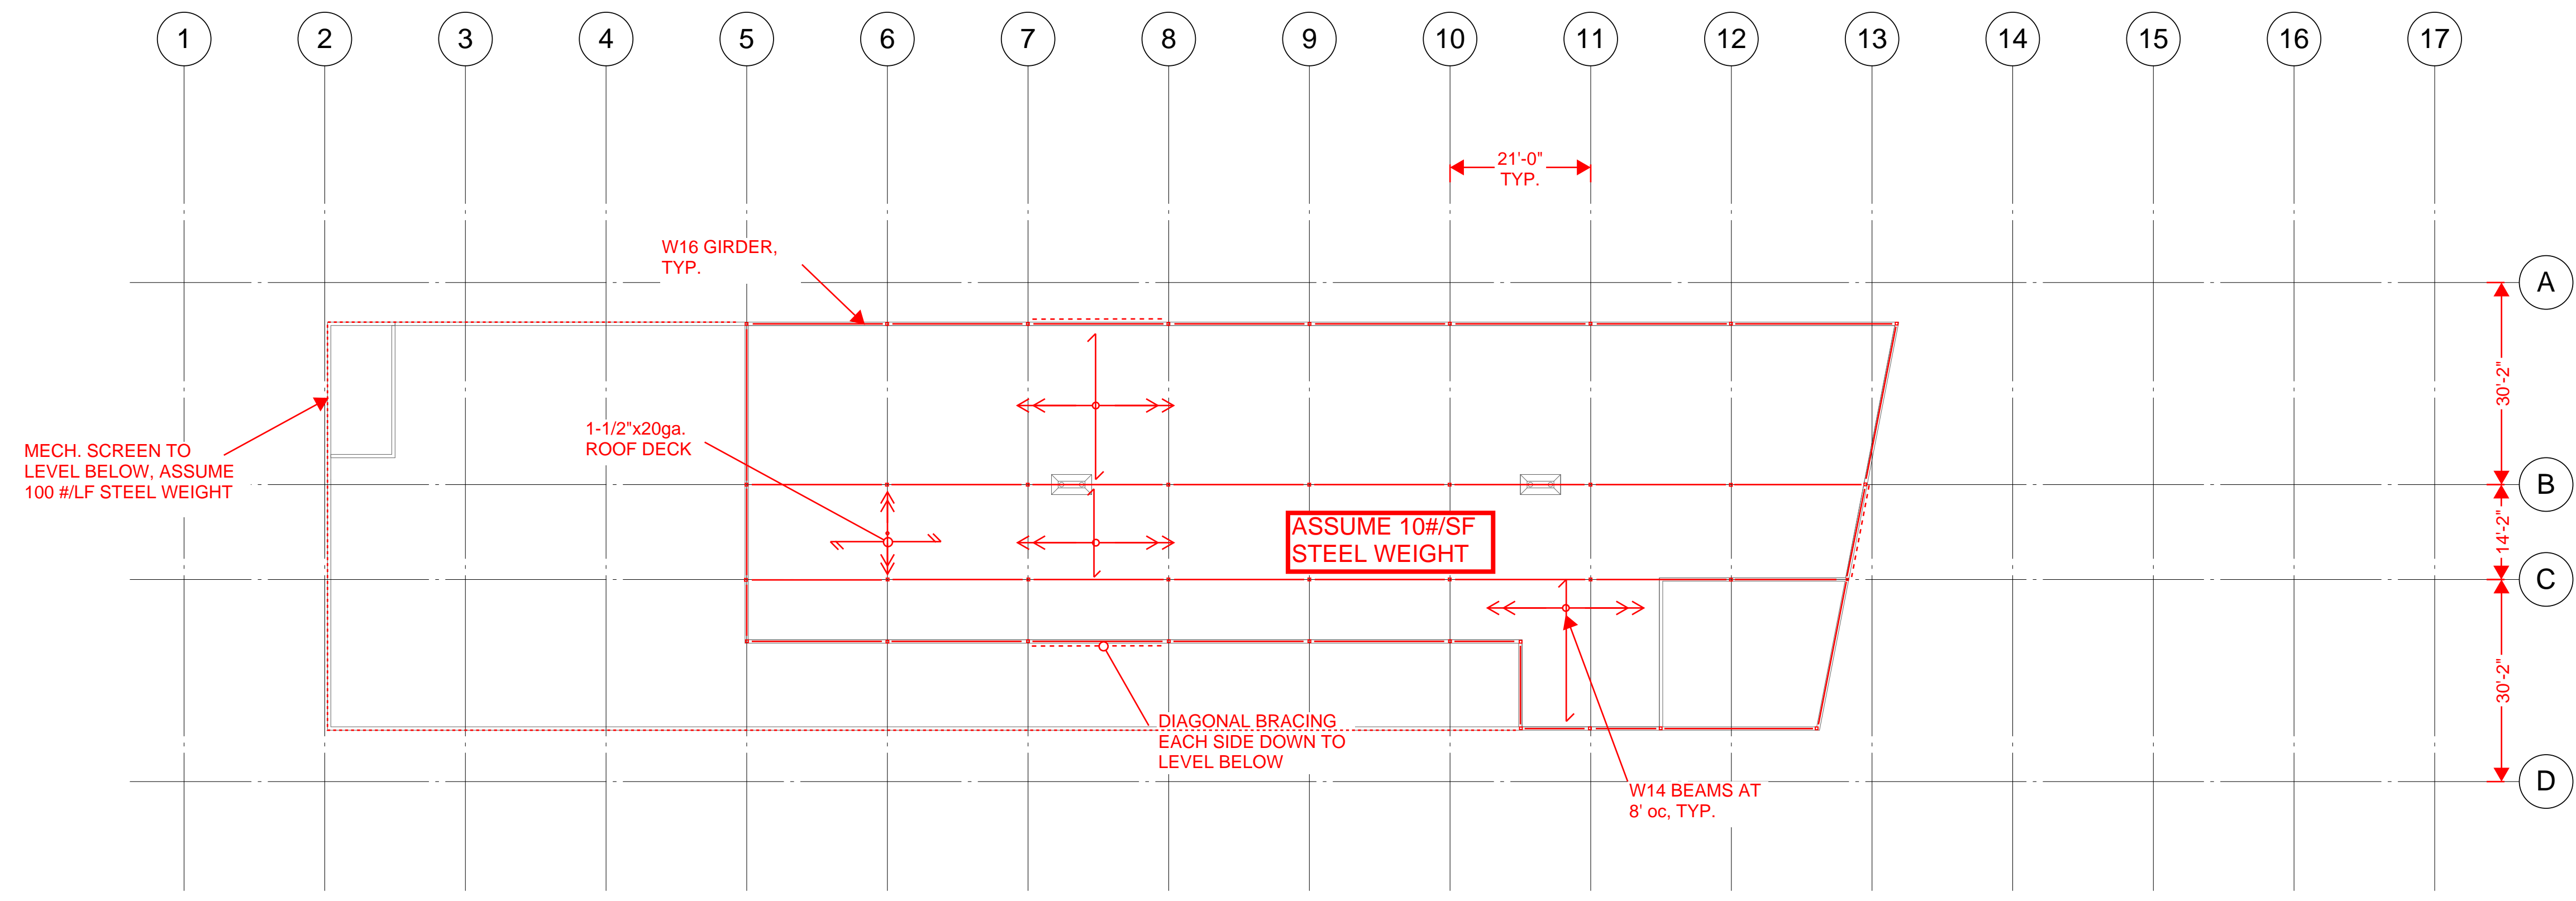 1 2 3 4 5 6 7 8 9 10 11 12 13 14 15 16 17
21'-0"
TYP.
W16 GIRDER,
TYP.
A
30'-2"
1-1/2"x20ga.
ROOF DECK
MECH. SCREEN TO
LEVEL BELOW, ASSUME
100 #/LF STEEL WEIGHT
B
ASSUME 10#/SF
STEEL WEIGHT
14'-2"
C
30'-2"
DIAGONAL BRACING
EACH SIDE DOWN TO
LEVEL BELOW
W14 BEAMS AT
8' oc, TYP.
D